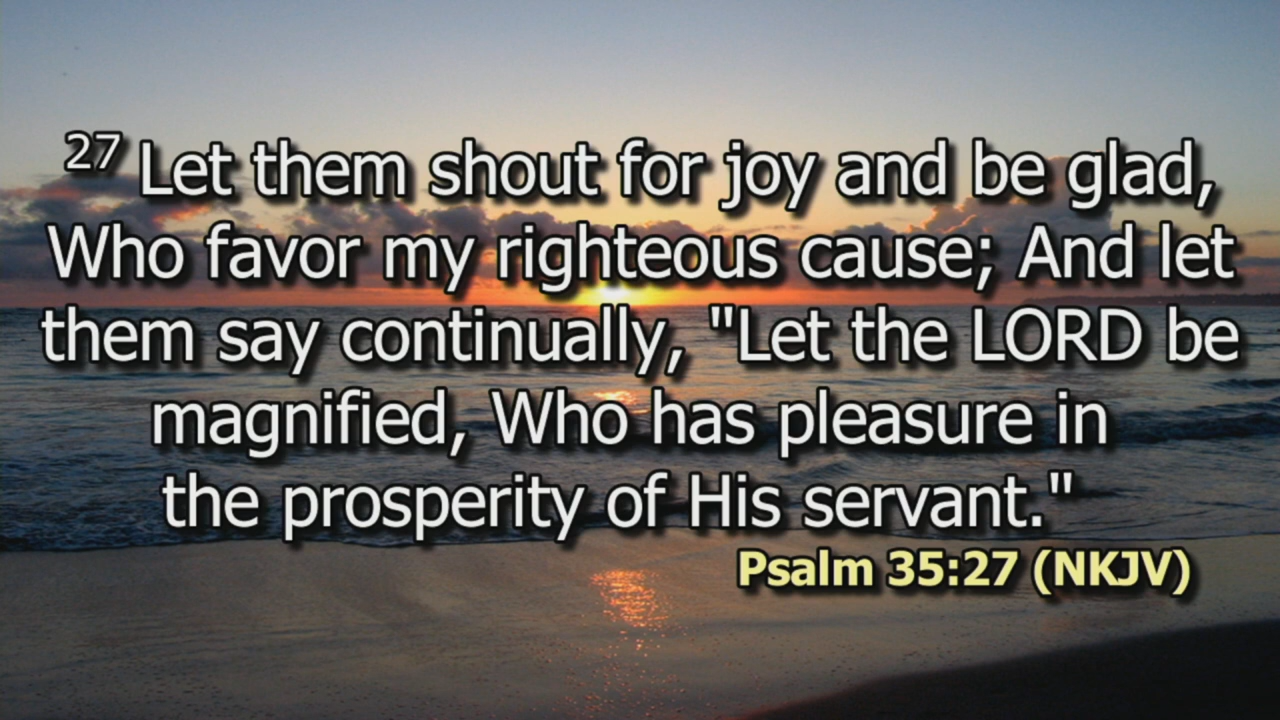 27 Let them shout for joy and be glad,
Who favor my righteous cause; And let
them say continually, "Let the LORD be
magnified, Who has pleasure in
the prosperity of His servant."
Psalm 35:27 (NKJV)